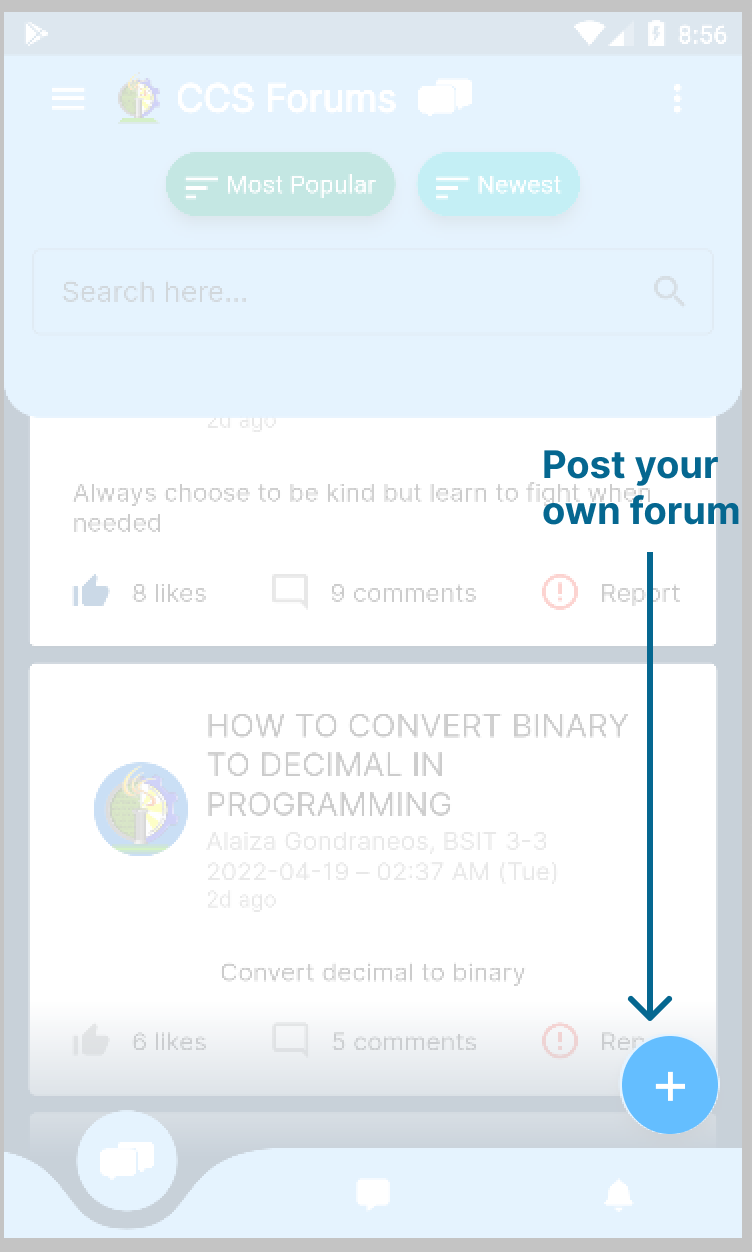 8:56
CCS Forums
Most Popular
Newest
Search here...
2d ago
Post your
own forum
Always choose to be kind but learn to fight when
needed
8 likes
9 comments
Report
HOW TO CONVERT BINARY
TO DECIMAL IN
PROGRAMMING
Alaiza Gondraneos, BSIT 3-3
2022-04-19 – 02:37 AM (Tue)
2d ago
Convert decimal to binary
6 likes
5 comments
Rep